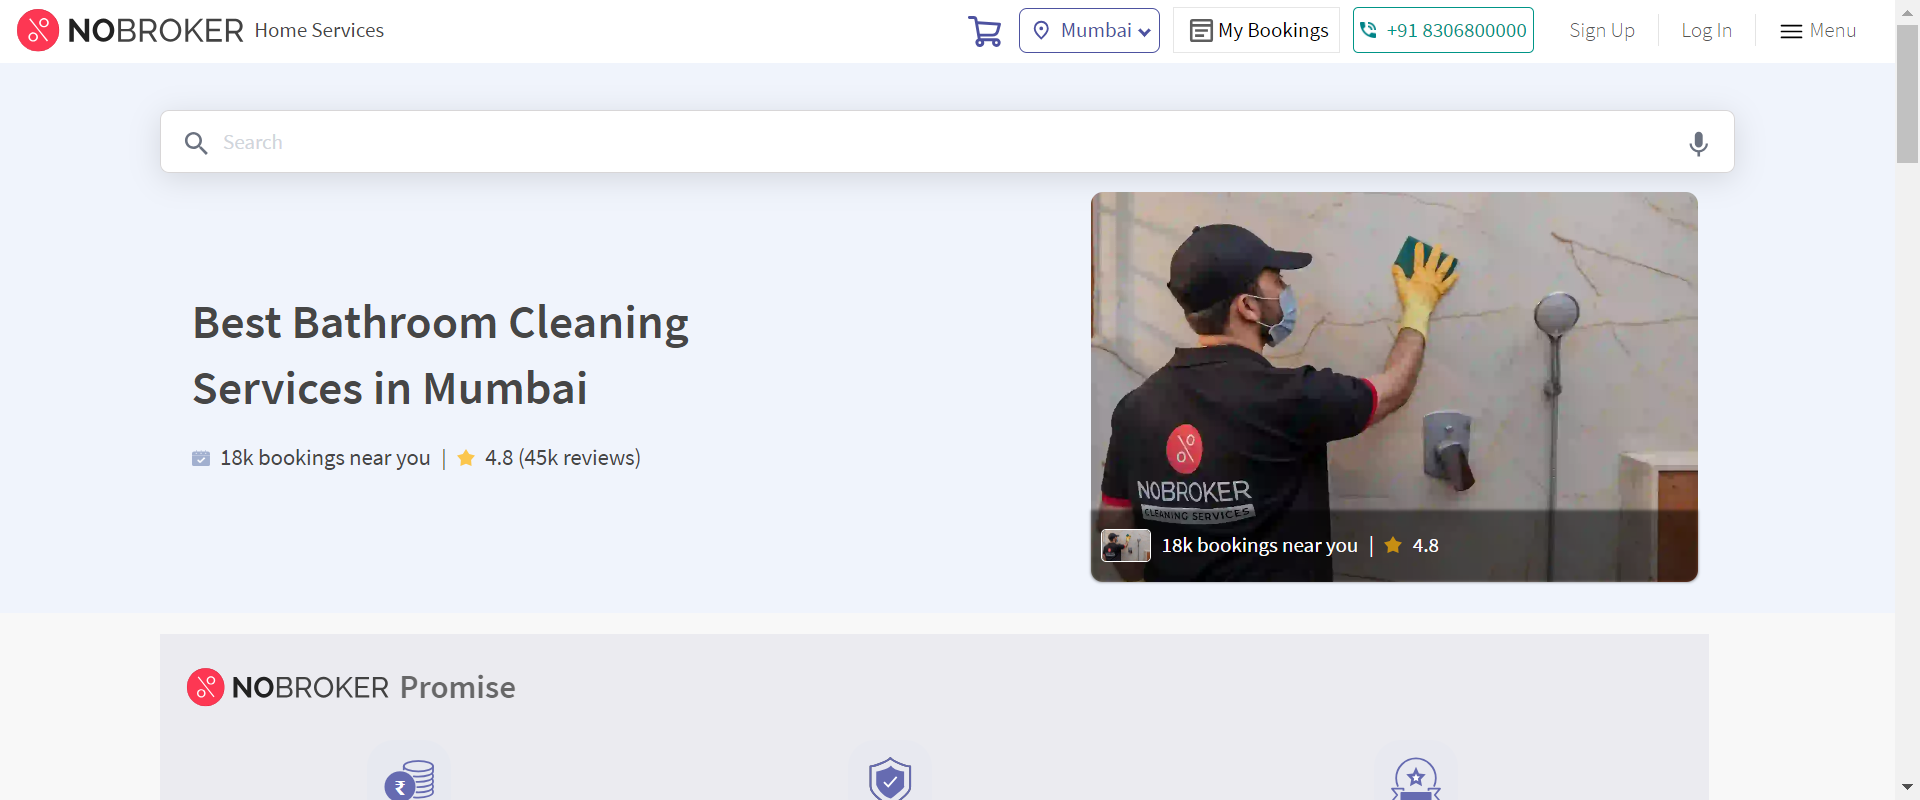 NOBROKER Home Services
Mumbai
My Bookings
+91 8306800000
Sign Up
Log In
Menu
Search
Best Bathroom Cleaning
Services in Mumbai
18k bookings near you | 4.8 (45k reviews)
NOBROKER
CLEANING SERVICES
18k bookings near you | 4.8
NOBROKER Promise
₹